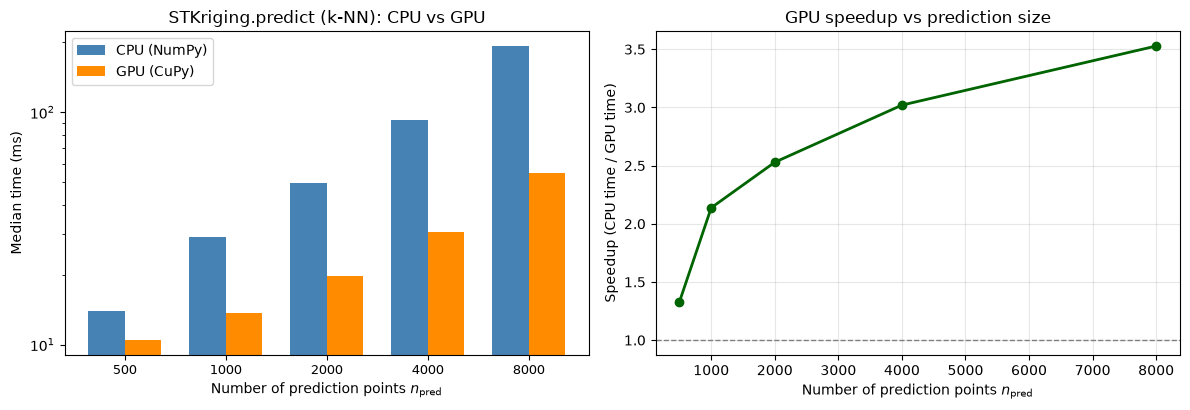 STKriging.predict (k-NN): CPU vs GPU
CPU (NumPy)
GPU (CuPy)
Median time (ms)
10²
10¹
500 1000 2000 4000 8000
Number of prediction points n_pred
GPU speedup vs prediction size
Speedup (CPU time / GPU time)
3.5
3.0
2.5
2.0
1.5
1.0
1000 2000 3000 4000 5000 6000 7000 8000
Number of prediction points n_pred